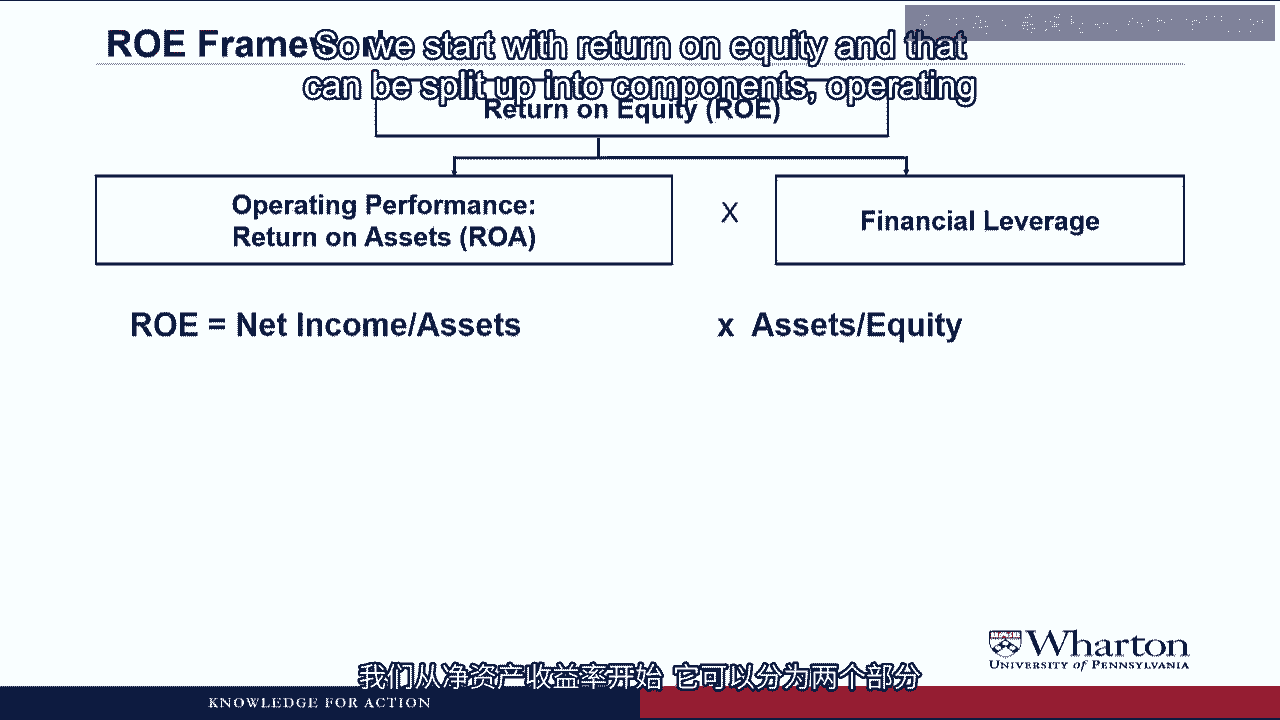 ROE
So we start with return on equity and that
can be split up into components, operating
Return on Equity (ROE)
Operating Performance:
Return on Assets (ROA)
X
Financial Leverage
ROE = Net Income/Assets
x Assets/Equity
Wharton
UNIVERSITY of PENNSYLVANIA
我们从净资产收益率开始 它可以分为两个部分
KNOWLEDGE FOR ACTION